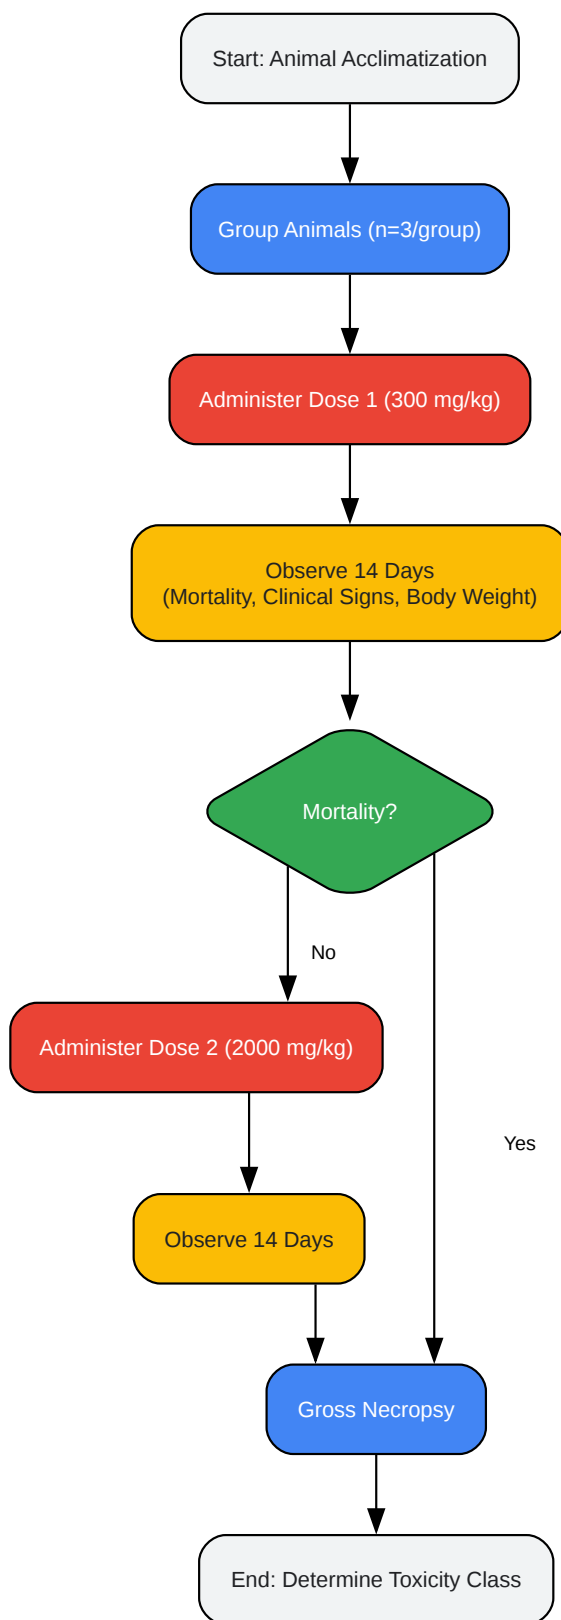 Start: Animal Acclimatization
Group Animals (n=3/group)
Administer Dose 1 (300 mg/kg)
Observe 14 Days
(Mortality, Clinical Signs, Body Weight)
Mortality?
No
Administer Dose 2 (2000 mg/kg)
Yes
Observe 14 Days
Gross Necropsy
End: Determine Toxicity Class